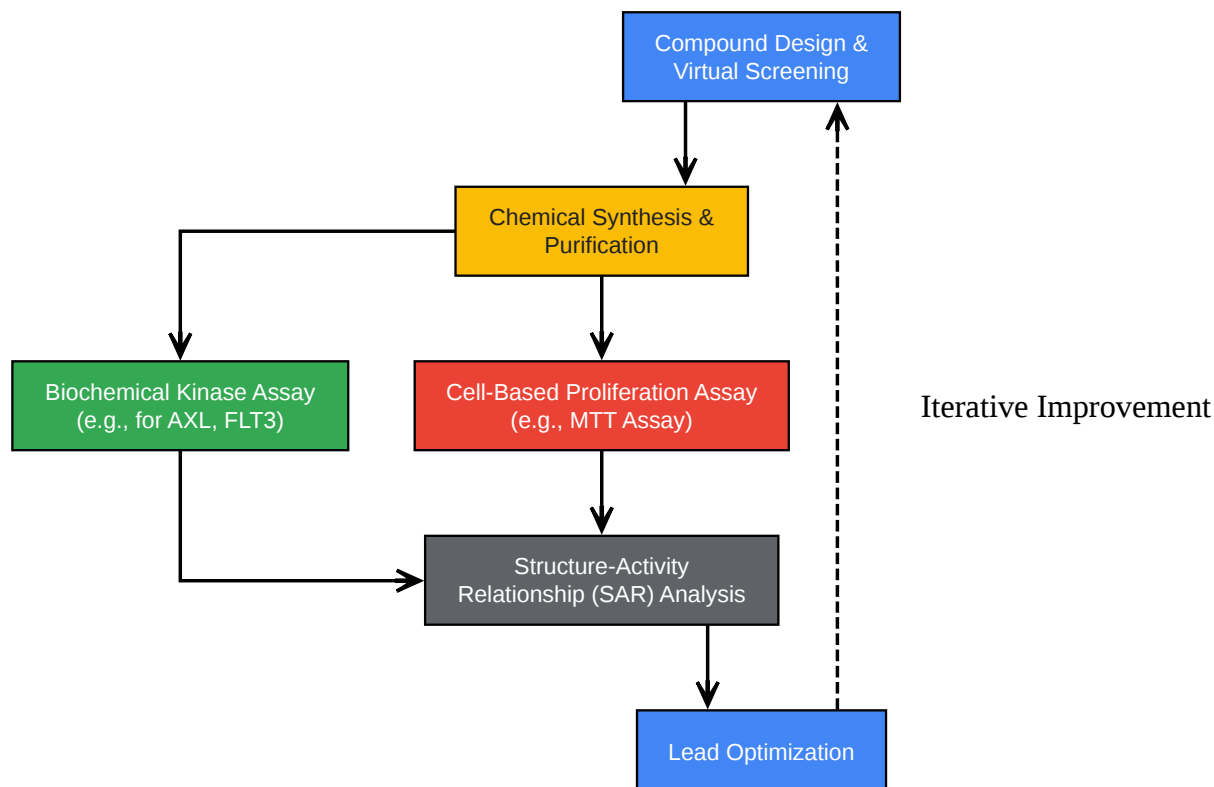 Compound Design &
Virtual Screening
Chemical Synthesis &
Purification
Biochemical Kinase Assay
(e.g., for AXL, FLT3)
Cell-Based Proliferation Assay
(e.g., MTT Assay)
Iterative Improvement
Structure-Activity
Relationship (SAR) Analysis
Lead Optimization